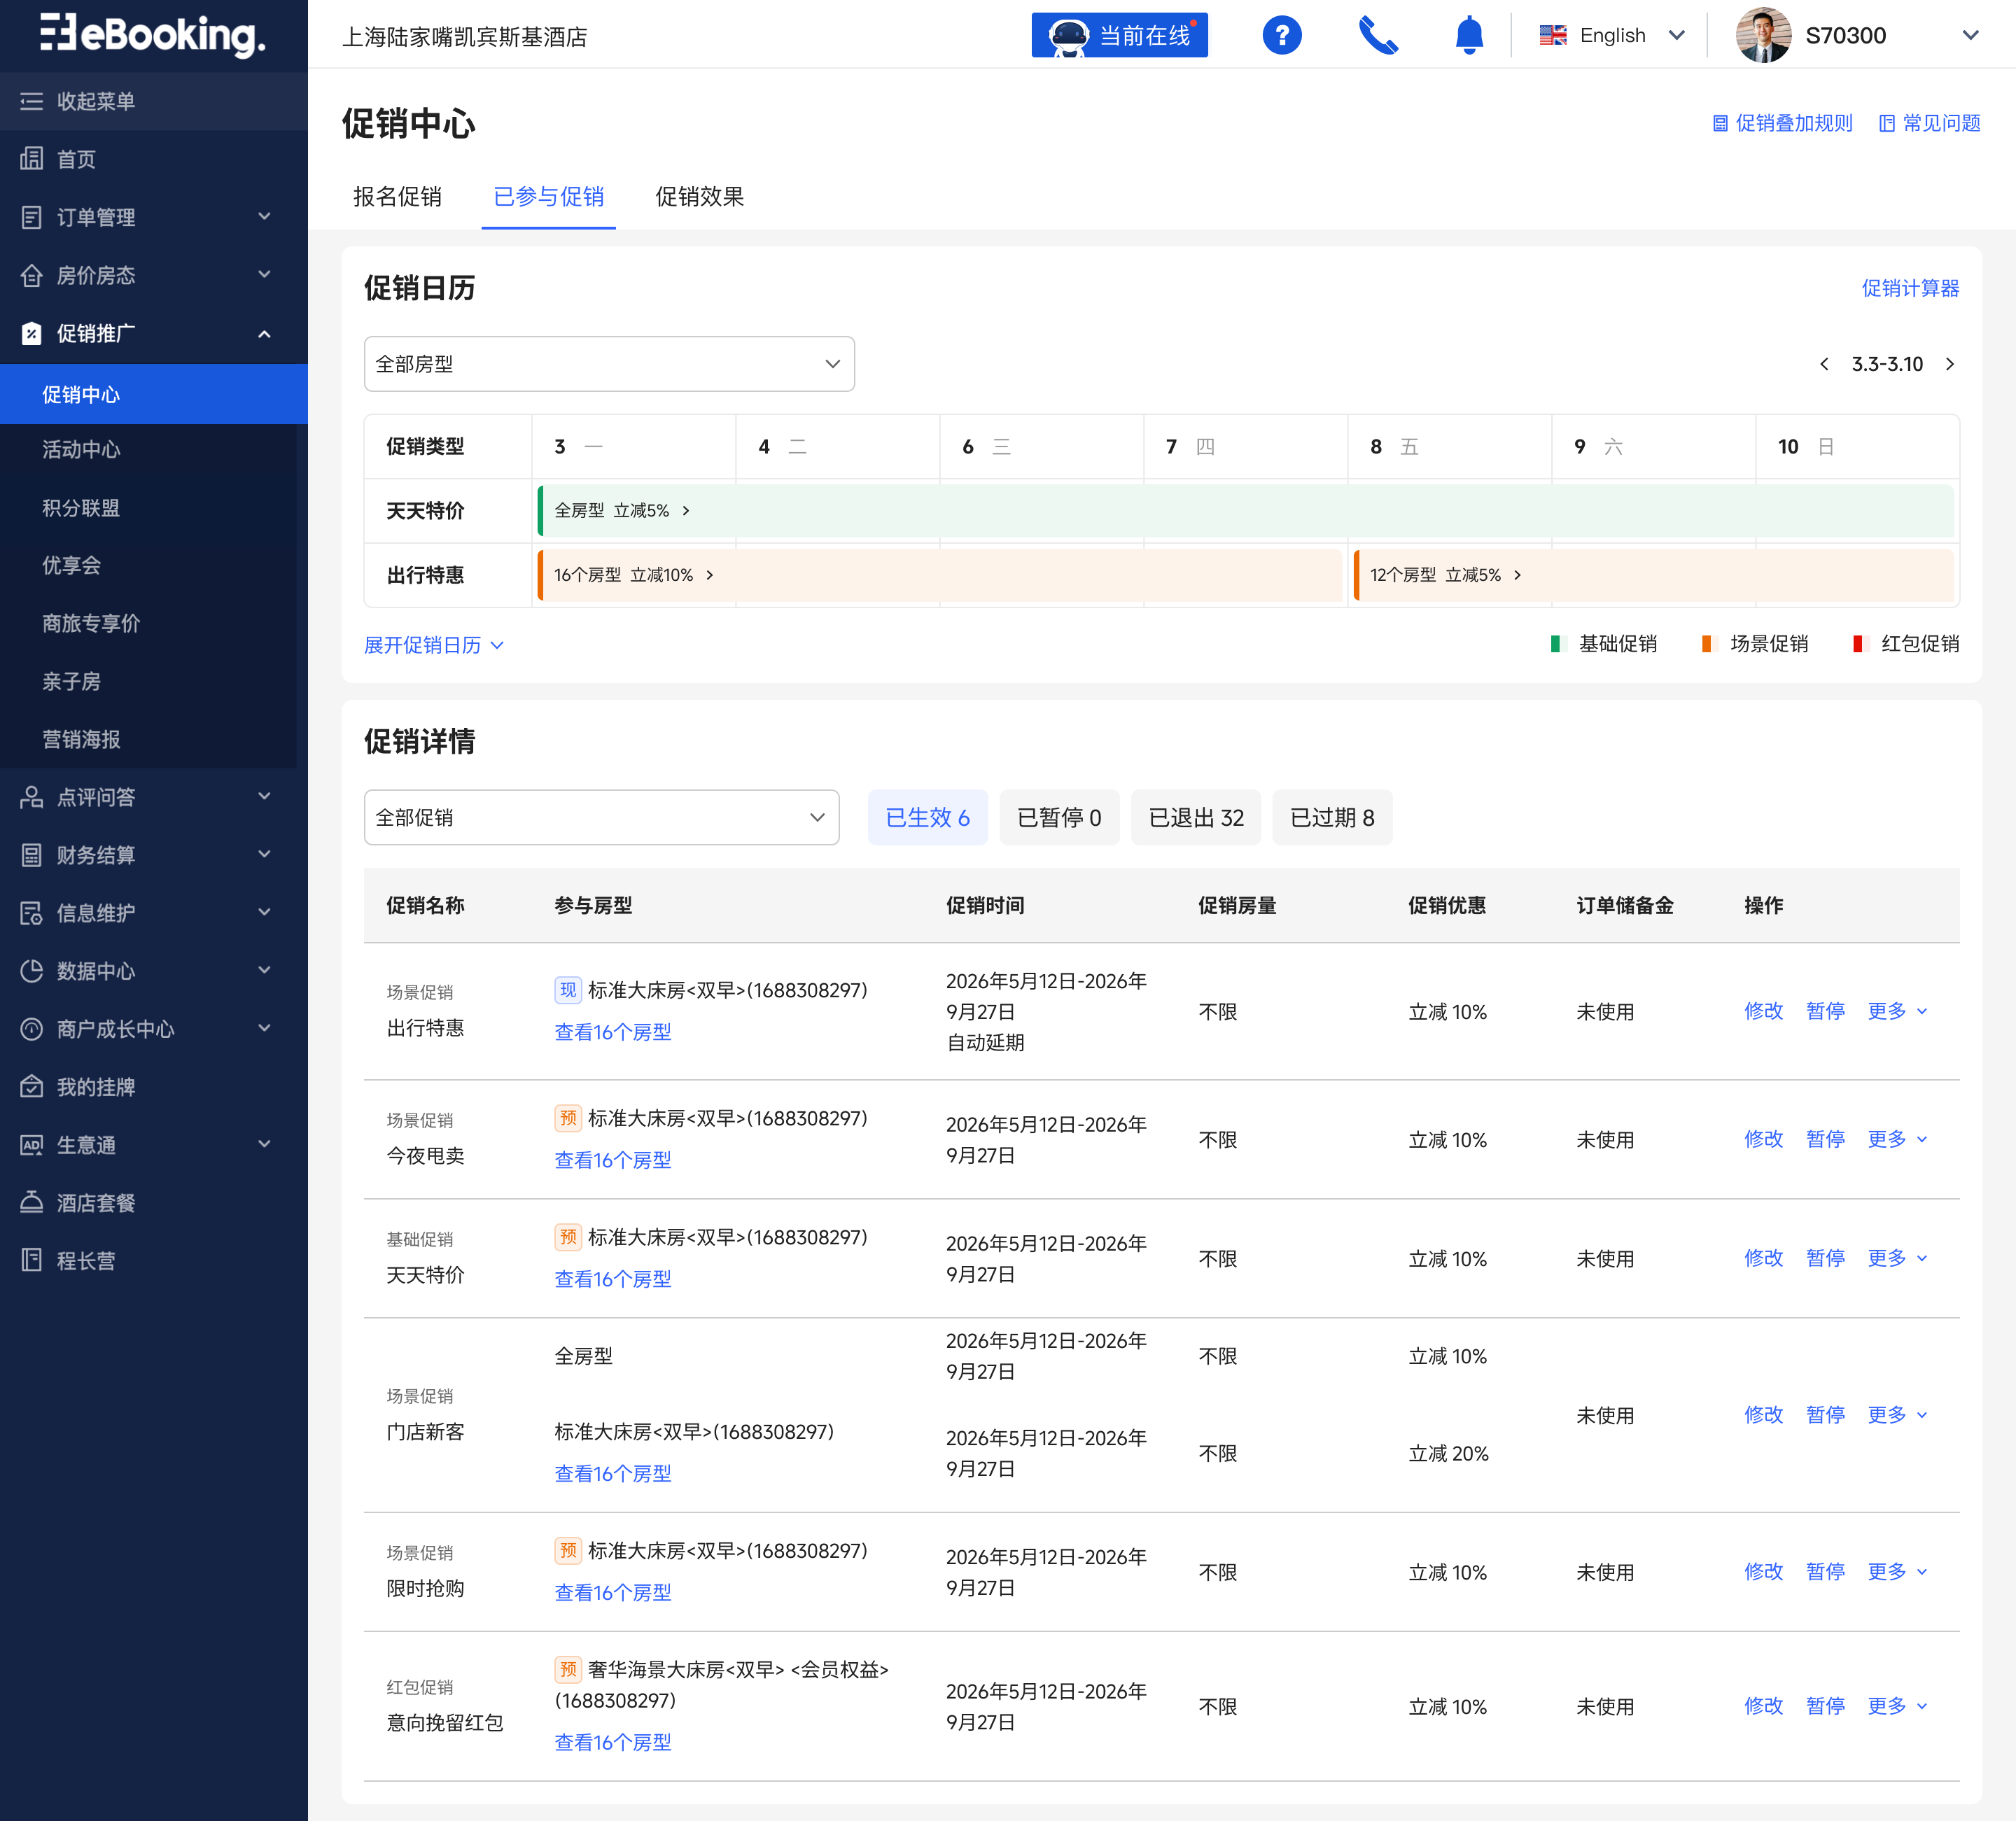 eBooking.
上海陆家嘴凯宾斯基酒店
当前在线
?
English
S70300
收起菜单
首页
订单管理
房价房态
促销推广
促销中心
活动中心
积分联盟
优享会
商旅专享价
亲子房
营销海报
点评问答
财务结算
信息维护
数据中心
商户成长中心
我的挂牌
AD 生意通
酒店套餐
程长营
促销中心
促销叠加规则
常见问题
报名促销 已参与促销 促销效果
促销日历
促销计算器
全部房型
3.3-3.10
促销类型 3 一 4 二 6 三 7 四 8 五 9 六 10 日
天天特价 全房型 立减5%
出行特惠 16个房型 立减10% 12个房型 立减5%
展开促销日历
基础促销 场景促销 红包促销
促销详情
全部促销
已生效 6 已暂停 0 已退出 32 已过期 8
促销名称 参与房型 促销时间 促销房量 促销优惠 订单储备金 操作
场景促销
出行特惠
现 标准大床房<双早>(1688308297)
查看16个房型
2026年5月12日-2026年
9月27日
自动延期
不限
立减 10%
未使用
修改 暂停 更多
场景促销
今夜甩卖
预 标准大床房<双早>(1688308297)
查看16个房型
2026年5月12日-2026年
9月27日
不限
立减 10%
未使用
修改 暂停 更多
基础促销
天天特价
预 标准大床房<双早>(1688308297)
查看16个房型
2026年5月12日-2026年
9月27日
不限
立减 10%
未使用
修改 暂停 更多
场景促销
门店新客
全房型
2026年5月12日-2026年
9月27日
不限
立减 10%
标准大床房<双早>(1688308297)
查看16个房型
2026年5月12日-2026年
9月27日
不限
立减 20%
未使用
修改 暂停 更多
场景促销
限时抢购
预 标准大床房<双早>(1688308297)
查看16个房型
2026年5月12日-2026年
9月27日
不限
立减 10%
未使用
修改 暂停 更多
红包促销
意向挽留红包
预 奢华海景大床房<双早> <会员权益>
(1688308297)
查看16个房型
2026年5月12日-2026年
9月27日
不限
立减 10%
未使用
修改 暂停 更多